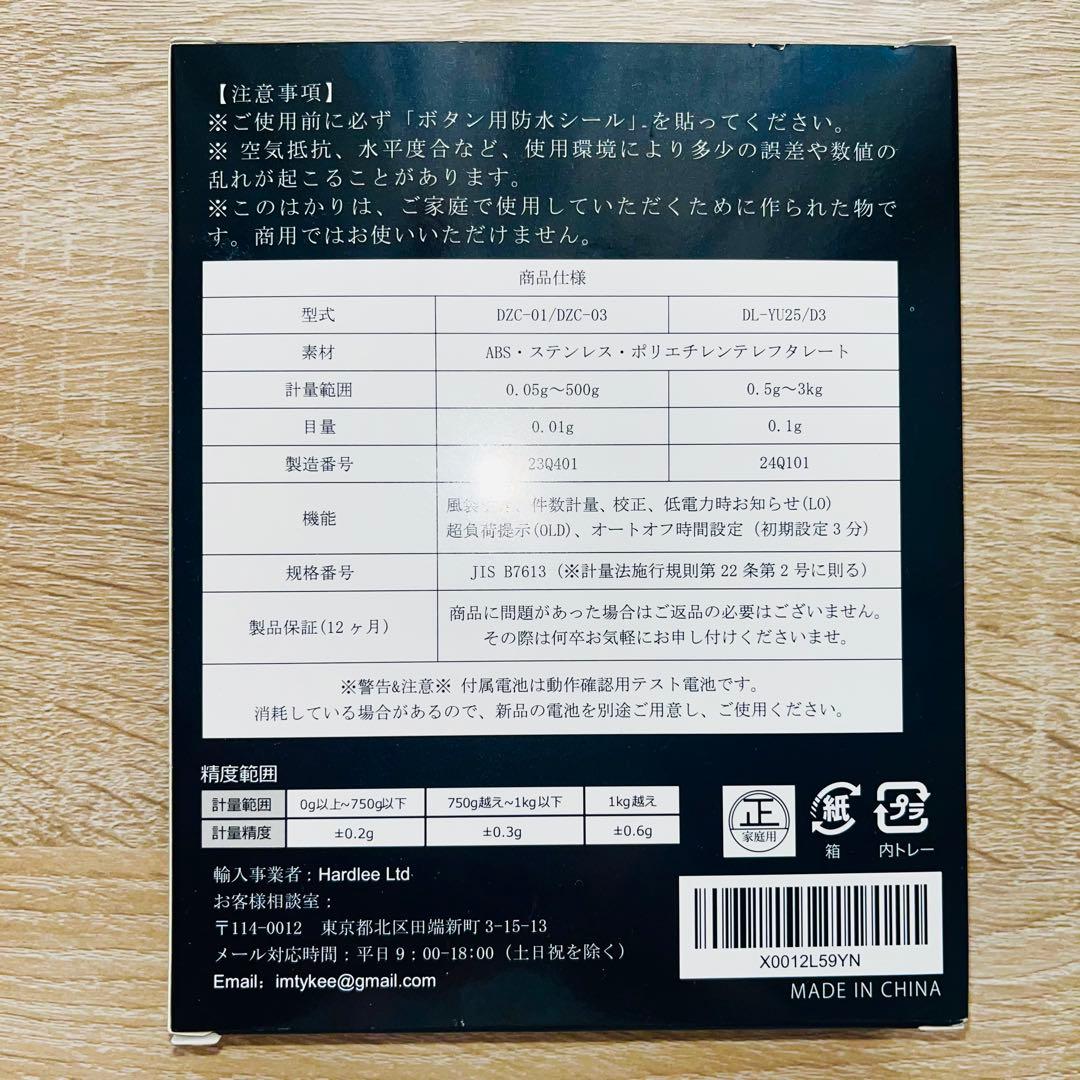 【注意事項】
※ご使用前に必ず「ボタン用防水シール」を貼ってください。
※ 空気抵抗、水平度合など、使用環境により多少の誤差や数値の
乱れが起こることがあります。
※このはかりは、ご家庭で使用していただくために作られた物で
す。商用ではお使いいただけません。
商品仕様
型式 DZC-01/DZC-03 DL-YU25/D3
素材 ABS・ステンレス・ポリエチレンテレフタレート
計量範囲 0.05g～500g 0.5g～3kg
目量 0.01g 0.1g
製造番号 23Q401 24Q101
機能 風袋、件数計量、校正、低電力時お知らせ(LO)
超負荷提示(OLD)、オートオフ時間設定（初期設定3分）
規格番号 JIS B7613（※計量法施行規則第22条第2号に則る）
製品保証(12ヶ月) 商品に問題があった場合はご返品の必要はございません。
その際は何卒お気軽にお申し付けくださいませ。
※警告&注意※ 付属電池は動作確認用テスト電池です。
消耗している場合があるので、新品の電池を別途ご用意し、ご使用ください。
精度範囲
計量範囲 0g以上~750g以下 750g越え~1kg以下 1kg越え
計量精度 ±0.2g ±0.3g ±0.6g
正
家庭用
紙
箱
プラ
内トレー
輸入事業者：Hardlee Ltd
お客様相談室：
〒114-0012 東京都北区田端新町3-15-13
メール対応時間：平日9：00-18:00（土日祝を除く）
Email：imtykee@gmail.com
X0012L59YN
MADE IN CHINA